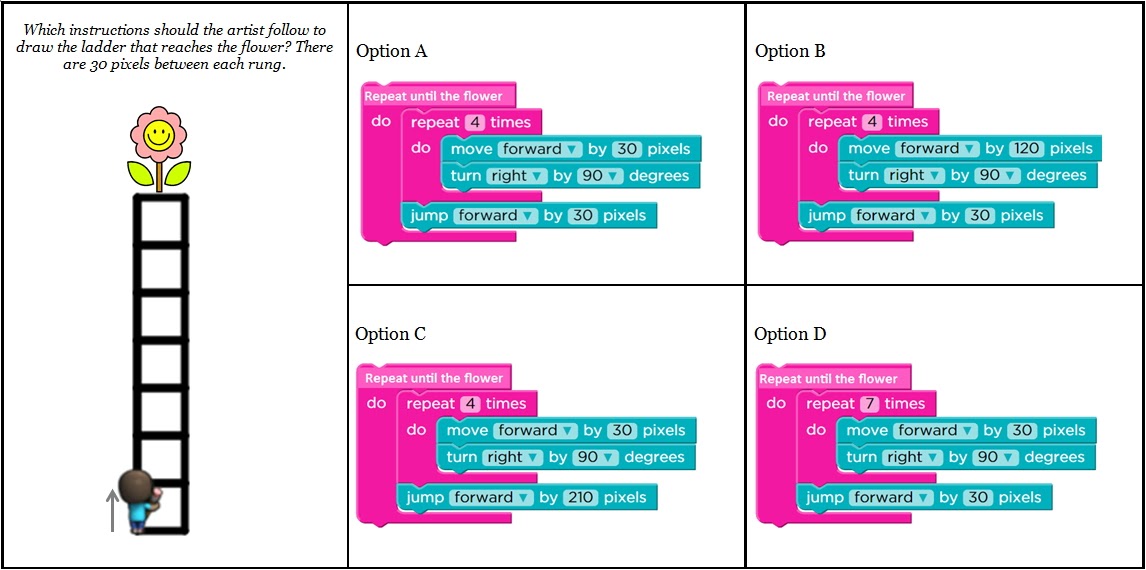 Which instructions should the artist follow to
draw the ladder that reaches the flower? There
are 30 pixels between each rung.
Option A
Repeat until the flower
do repeat 4 times
do move forward ▼ by 30 pixels
turn right ▼ by 90 ▼ degrees
jump forward ▼ by 30 pixels
Option B
Repeat until the flower
do repeat 4 times
do move forward ▼ by 120 pixels
turn right ▼ by 90 ▼ degrees
jump forward ▼ by 30 pixels
Option C
Repeat until the flower
do repeat 4 times
do move forward ▼ by 30 pixels
turn right ▼ by 90 ▼ degrees
jump forward ▼ by 210 pixels
Option D
Repeat until the flower
do repeat 7 times
do move forward ▼ by 30 pixels
turn right ▼ by 90 ▼ degrees
jump forward ▼ by 30 pixels